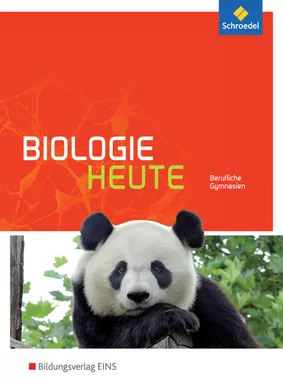 Schroedel
BIOLOGIE
HEUTE
Berufliche
Gymnasien
Bildungsverlag EINS